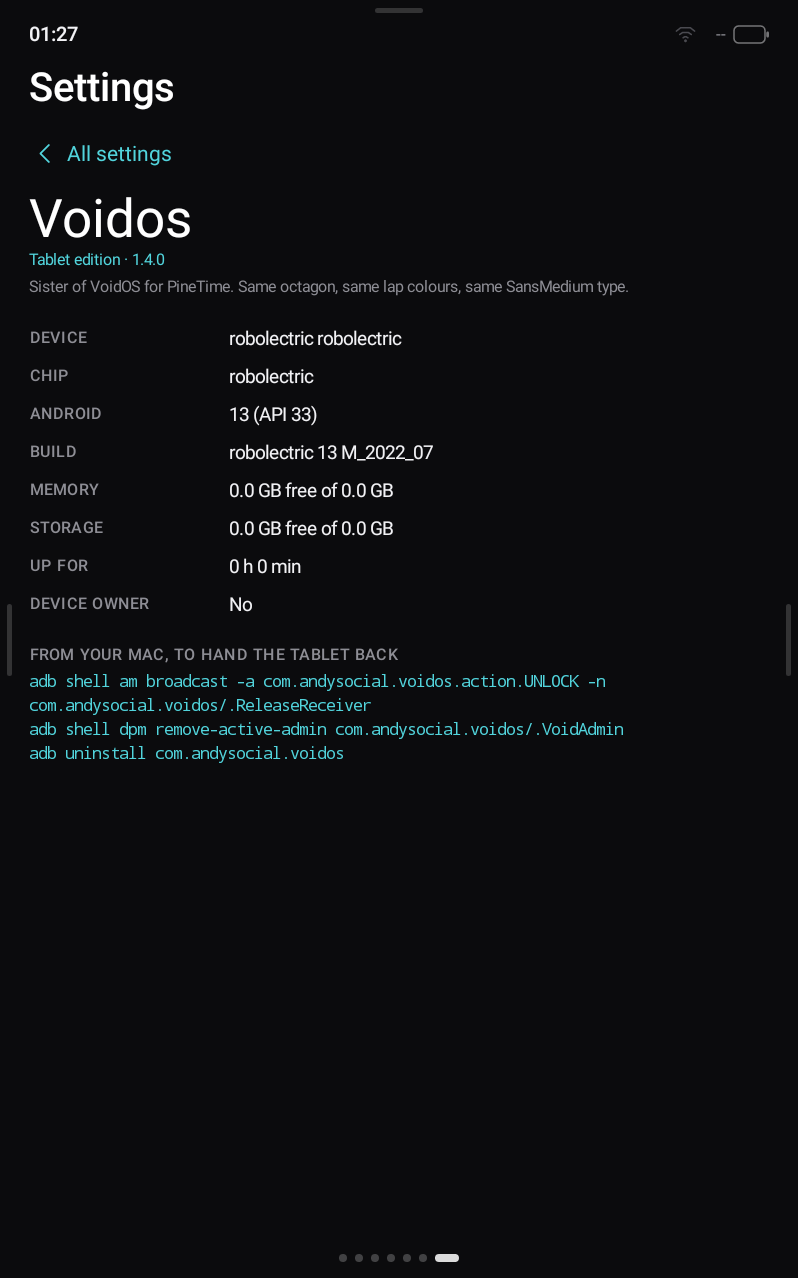 01:27
--
Settings
All settings
Voidos
Tablet edition · 1.4.0
Sister of VoidOS for PineTime. Same octagon, same lap colours, same SansMedium type.
DEVICE robolectric robolectric
CHIP robolectric
ANDROID 13 (API 33)
BUILD robolectric 13 M_2022_07
MEMORY 0.0 GB free of 0.0 GB
STORAGE 0.0 GB free of 0.0 GB
UP FOR 0 h 0 min
DEVICE OWNER No
FROM YOUR MAC, TO HAND THE TABLET BACK
adb shell am broadcast -a com.andysocial.voidos.action.UNLOCK -n
com.andysocial.voidos/.ReleaseReceiver
adb shell dpm remove-active-admin com.andysocial.voidos/.VoidAdmin
adb uninstall com.andysocial.voidos